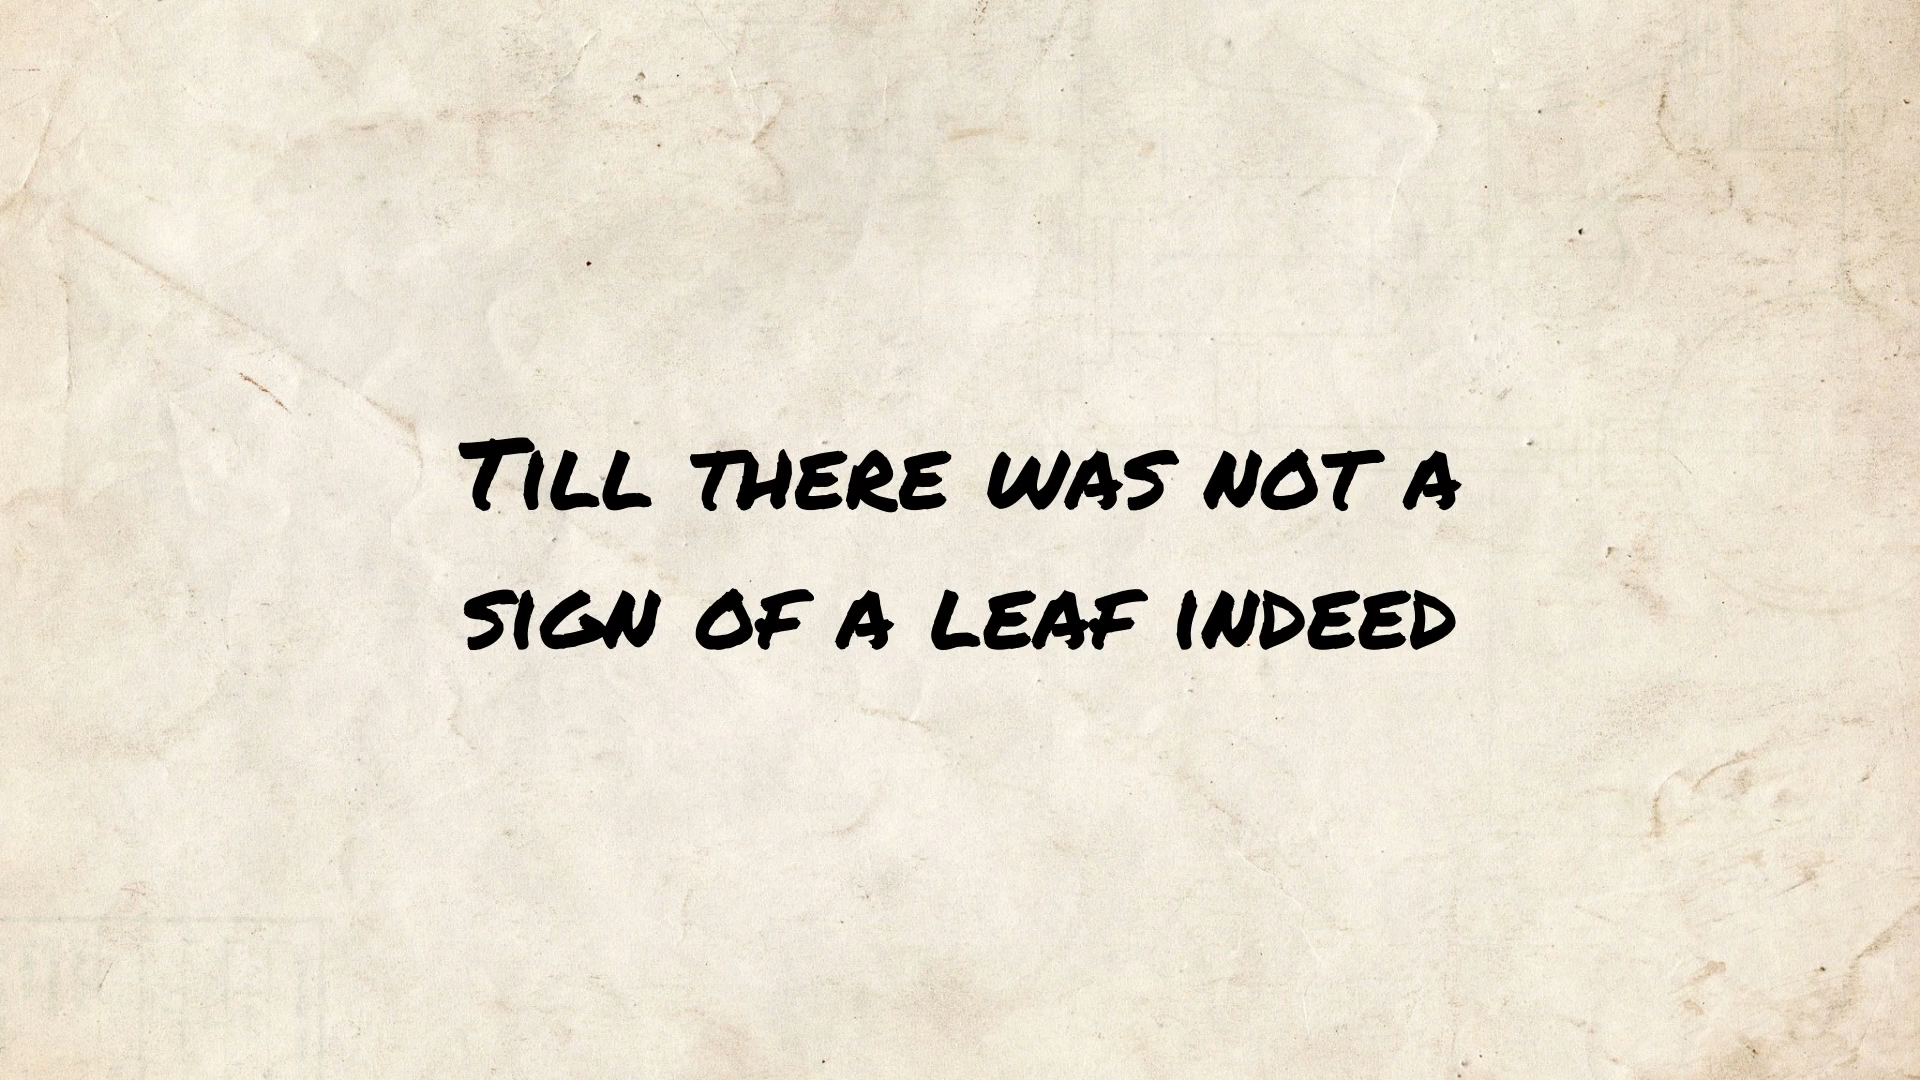 Till there was not a
sign of a leaf indeed